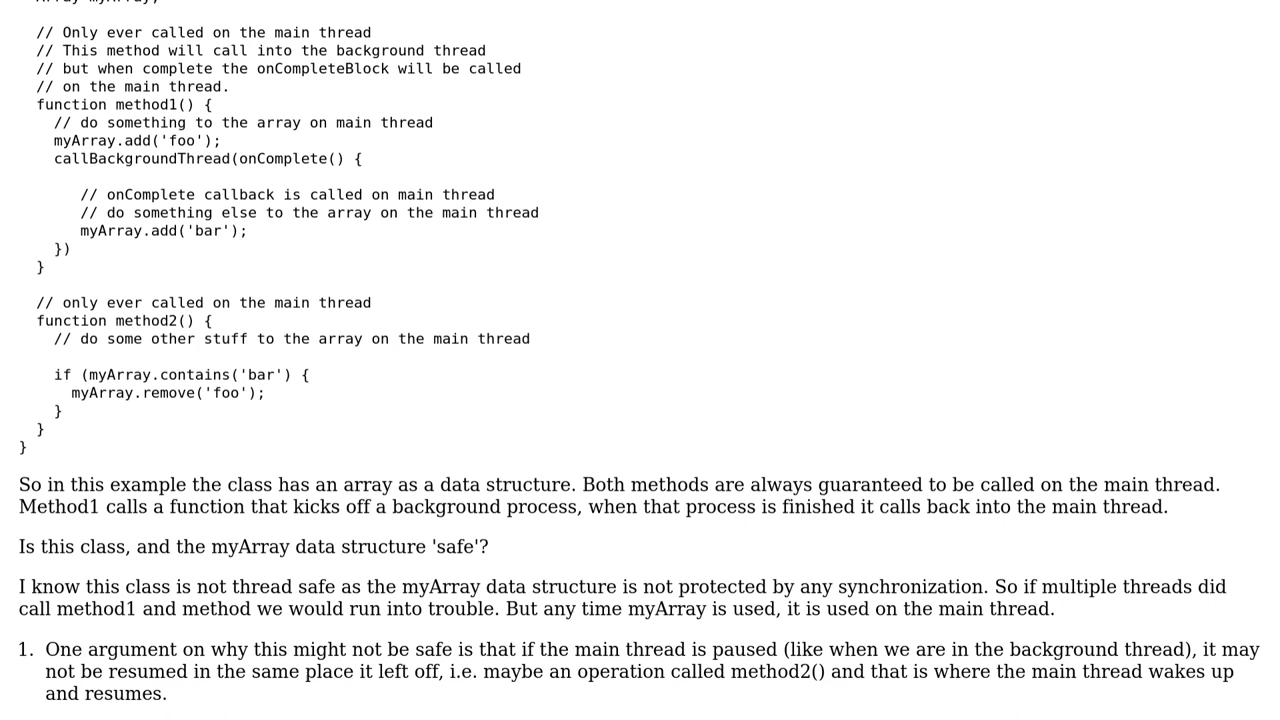 // Only ever called on the main thread
// This method will call into the background thread
// but when complete the onCompleteBlock will be called
// on the main thread.
function method1() {
// do something to the array on main thread
myArray.add('foo');
callBackgroundThread(onComplete() {
// onComplete callback is called on main thread
// do something else to the array on the main thread
myArray.add('bar');
})
}
// only ever called on the main thread
function method2() {
// do some other stuff to the array on the main thread
if (myArray.contains('bar') {
myArray.remove('foo');
}
}
}
So in this example the class has an array as a data structure. Both methods are always guaranteed to be called on the main thread.
Method1 calls a function that kicks off a background process, when that process is finished it calls back into the main thread.
Is this class, and the myArray data structure 'safe'?
I know this class is not thread safe as the myArray data structure is not protected by any synchronization. So if multiple threads did
call method1 and method we would run into trouble. But any time myArray is used, it is used on the main thread.
1. One argument on why this might not be safe is that if the main thread is paused (like when we are in the background thread), it may
not be resumed in the same place it left off, i.e. maybe an operation called method2() and that is where the main thread wakes up
and resumes.